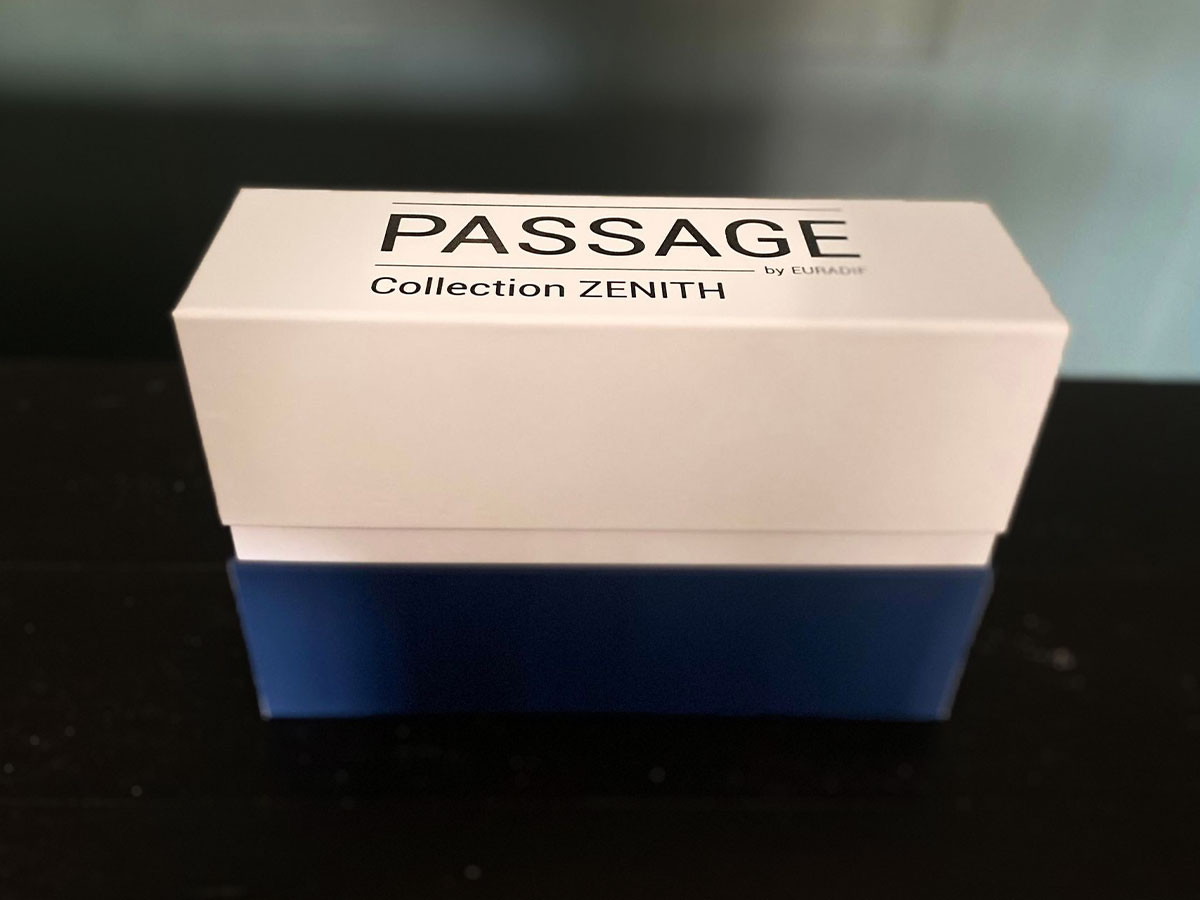 PASSAGE
by EURADIF
Collection ZENITH